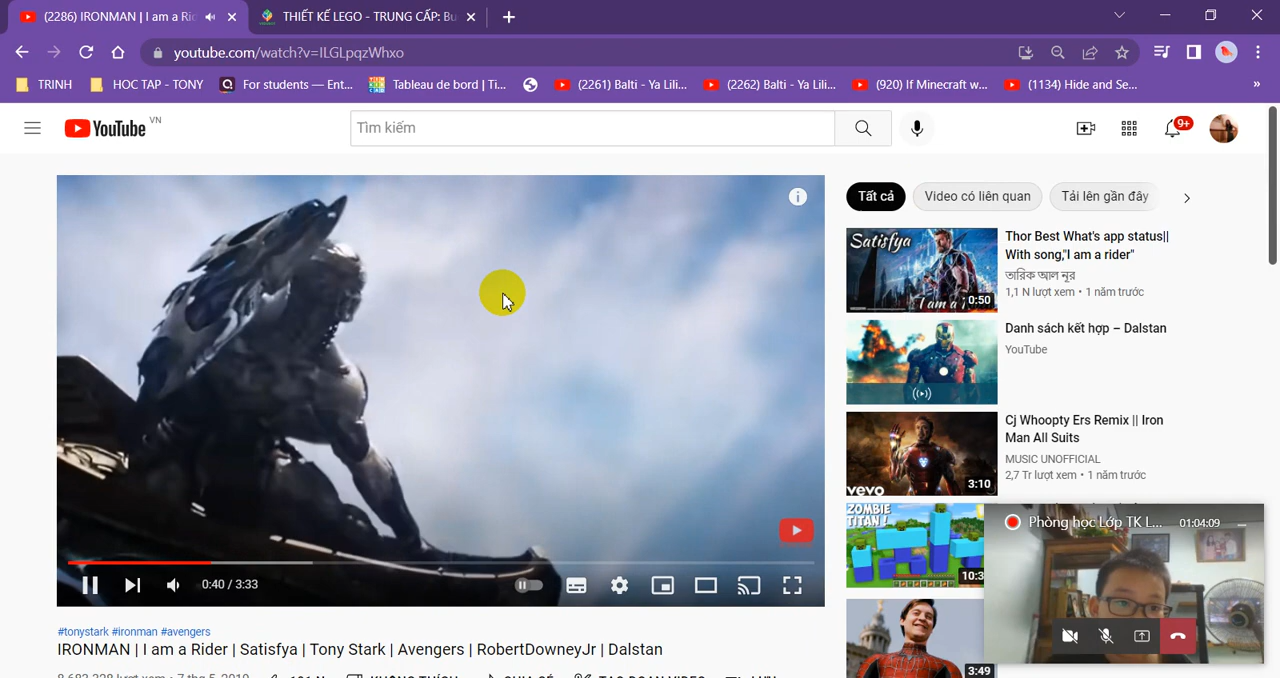 (2286) IRONMAN | I am a Ric
THIẾT KẾ LEGO - TRUNG CẤP: Bu
youtube.com/watch?v=ILGLpqzWhxo
TRINH
HOC TAP - TONY
For students — Ent...
Tableau de bord | Ti...
(2261) Balti - Ya Lili...
(2262) Balti - Ya Lili...
(920) If Minecraft w...
(1134) Hide and Se...
»
YouTube VN
Tìm kiếm
9+
Tất cả
Video có liên quan
Tải lên gần đây
Satisfya
I am a
0:50
Thor Best What's app status||
With song,"I am a rider"
তারিক আল নূর
1,1 N lượt xem • 1 năm trước
Danh sách kết hợp – Dalstan
YouTube
vevo
3:10
Cj Whoopty Ers Remix || Iron
Man All Suits
MUSIC UNOFFICIAL
2,7 Tr lượt xem • 1 năm trước
ZOMBIE
TITAN!
10:3
Phòng học Lớp TK L...
01:04:09
3:49
0:40 / 3:33
#tonystark #ironman #avengers
IRONMAN | I am a Rider | Satisfya | Tony Stark | Avengers | RobertDowneyJr | Dalstan